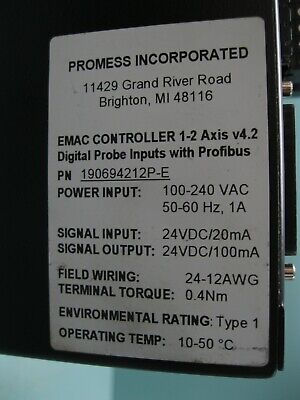 PROMESS INCORPORATED
11429 Grand River Road
Brighton, MI 48116
EMAC CONTROLLER 1-2 Axis v4.2
Digital Probe Inputs with Profibus
PN 190694212P-E
POWER INPUT: 100-240 VAC
50-60 Hz, 1A
SIGNAL INPUT: 24VDC/20mA
SIGNAL OUTPUT: 24VDC/100mA
FIELD WIRING: 24-12AWG
TERMINAL TORQUE: 0.4Nm
ENVIRONMENTAL RATING: Type 1
OPERATING TEMP: 10-50 °C